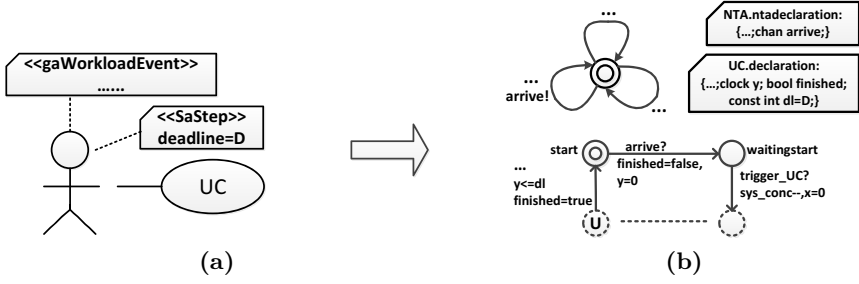 <<gaWorkloadEvent>>
......
<<SaStep>>
deadline=D
UC
(a)
...
...
arrive!
...
NTA.ntadeclaration:
{...;chan arrive;}
UC.declaration:
{...;clock y; bool finished;
const int dl=D;}
start
arrive?
finished=false,
y=0
waitingstart
...
y<=dl
finished=true
trigger_UC?
sys_conc--,x=0
U
(b)